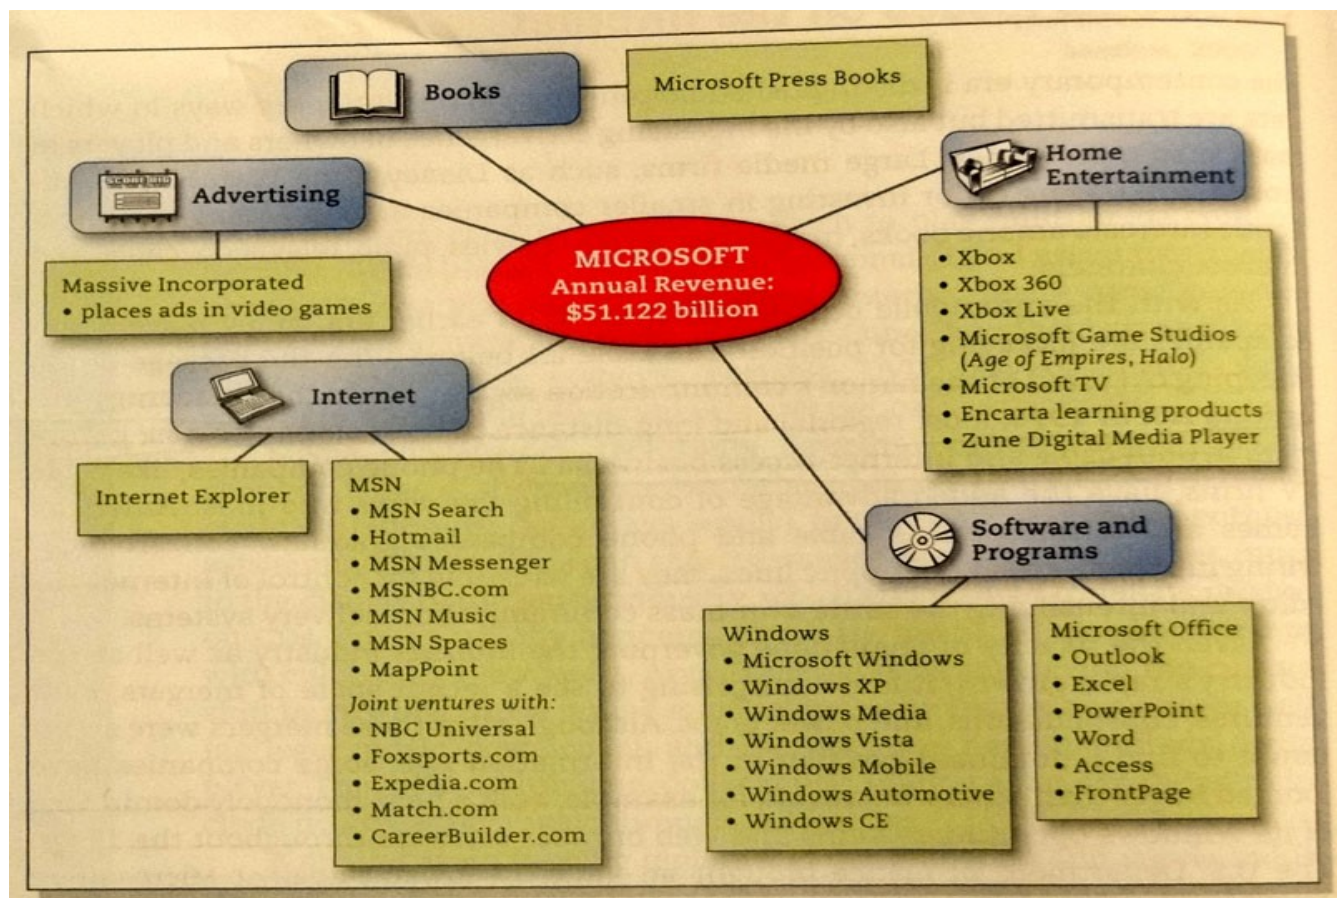 Books
Microsoft Press Books
Advertising
Massive Incorporated
• places ads in video games
Home
Entertainment
• Xbox
• Xbox 360
• Xbox Live
• Microsoft Game Studios
(Age of Empires, Halo)
• Microsoft TV
• Encarta learning products
• Zune Digital Media Player
MICROSOFT
Annual Revenue:
$51.122 billion
Internet
Internet Explorer
MSN
• MSN Search
• Hotmail
• MSN Messenger
• MSNBC.com
• MSN Music
• MSN Spaces
• MapPoint
Joint ventures with:
• NBC Universal
• Foxsports.com
• Expedia.com
• Match.com
• CareerBuilder.com
Software and
Programs
Windows
• Microsoft Windows
• Windows XP
• Windows Media
• Windows Vista
• Windows Mobile
• Windows Automotive
• Windows CE
Microsoft Office
• Outlook
• Excel
• PowerPoint
• Word
• Access
• FrontPage